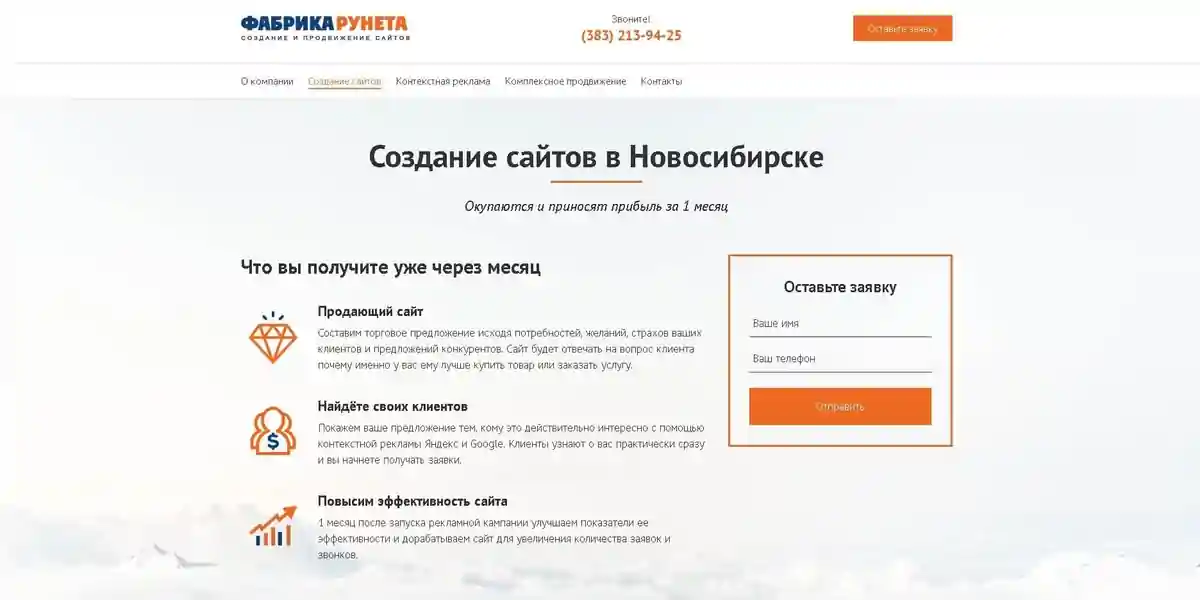 ФАБРИКА РУНЕТА
СОЗДАНИЕ И ПРОДВИЖЕНИЕ САЙТОВ
Звоните!
(383) 213-94-25
Оставьте заявку
О компании Создание сайтов Контекстная реклама Комплексное продвижение Контакты
Создание сайтов в Новосибирске
Окупаются и приносят прибыль за 1 месяц
Что вы получите уже через месяц
Продающий сайт
Составим торговое предложение исходя потребностей, желаний, страхов ваших
клиентов и предложений конкурентов. Сайт будет отвечать на вопрос клиента
почему именно у вас ему лучше купить товар или заказать услугу.
Найдёте своих клиентов
Покажем ваше предложение тем, кому это действительно интересно с помощью
контекстной рекламы Яндекс и Google. Клиенты узнают о вас практически сразу
и вы начнете получать заявки.
Повысим эффективность сайта
1 месяц после запуска рекламной кампании улучшаем показатели ее
эффективности и дорабатываем сайт для увеличения количества заявок и
звонков.
Оставьте заявку
Ваше имя
Ваш телефон
Отправить